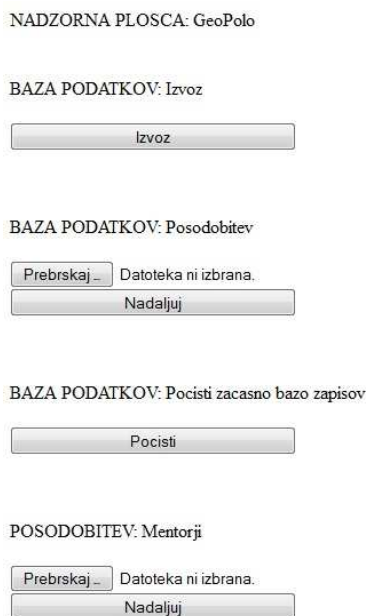 NADZORNA PLOSCA: GeoPolo
BAZA PODATKOV: Izvoz
Izvoz
BAZA PODATKOV: Posodobitev
Prebrskaj... Datoteka ni izbrana.
Nadaljuj
BAZA PODATKOV: Pocisti zacasno bazo zapisov
Pocisti
POSODOBITEV: Mentorji
Prebrskaj... Datoteka ni izbrana.
Nadaljuj